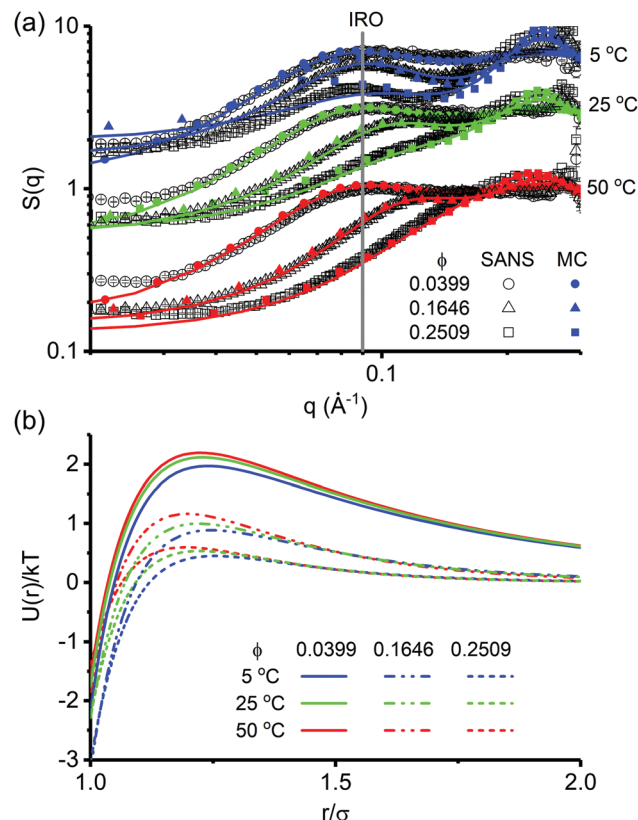 (a)
IRO
10
5 °C
25 °C
S(q)
1
50 °C
ϕ SANS MC
0.0399
0.1646
0.2509
0.1
0.1
q (Å⁻¹)
(b)
2
1
U(r)/kT
0
-1
ϕ 0.0399 0.1646 0.2509
5 °C
-2
25 °C
50 °C
-3
1.0 1.5 2.0
r/σ